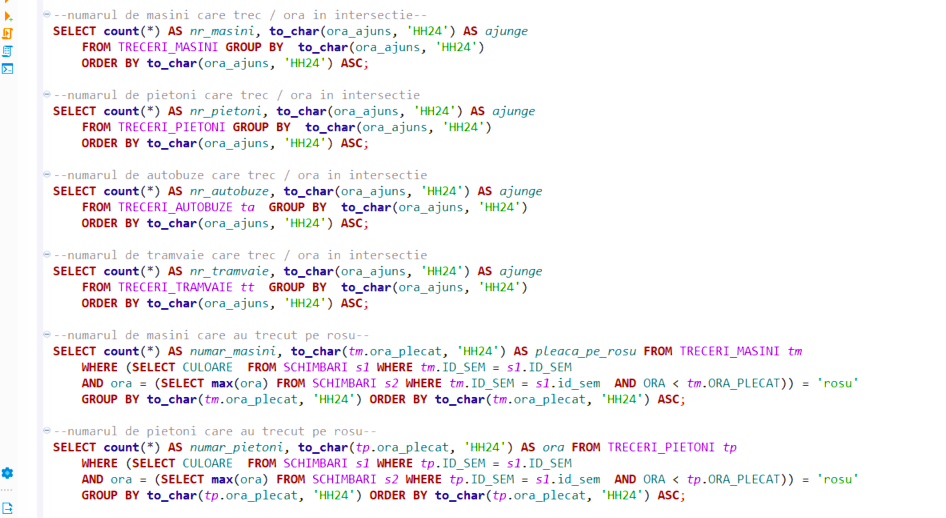 --numarul de masini care trec / ora in intersectie--
SELECT count(*) AS nr_masini, to_char(ora_ajuns, 'HH24') AS ajunge
FROM TRECERI_MASINI GROUP BY  to_char(ora_ajuns, 'HH24')
ORDER BY to_char(ora_ajuns, 'HH24') ASC;
--numarul de pietoni care trec / ora in intersectie
SELECT count(*) AS nr_pietoni, to_char(ora_ajuns, 'HH24') AS ajunge
FROM TRECERI_PIETONI GROUP BY  to_char(ora_ajuns, 'HH24')
ORDER BY to_char(ora_ajuns, 'HH24') ASC;
--numarul de autobuze care trec / ora in intersectie
SELECT count(*) AS nr_autobuze, to_char(ora_ajuns, 'HH24') AS ajunge
FROM TRECERI_AUTOBUZE ta  GROUP BY  to_char(ora_ajuns, 'HH24')
ORDER BY to_char(ora_ajuns, 'HH24') ASC;
--numarul de tramvaie care trec / ora in intersectie
SELECT count(*) AS nr_tramvaie, to_char(ora_ajuns, 'HH24') AS ajunge
FROM TRECERI_TRAMVAIE tt  GROUP BY  to_char(ora_ajuns, 'HH24')
ORDER BY to_char(ora_ajuns, 'HH24') ASC;
--numarul de masini care au trecut pe rosu--
SELECT count(*) AS numar_masini, to_char(tm.ora_plecat, 'HH24') AS pleaca_pe_rosu FROM TRECERI_MASINI tm
WHERE (SELECT CULOARE  FROM SCHIMBARI s1 WHERE tm.ID_SEM = s1.ID_SEM
AND ora = (SELECT max(ora) FROM SCHIMBARI s2 WHERE tm.ID_SEM = s1.id_sem  AND ORA < tm.ORA_PLECAT)) = 'rosu'
GROUP BY to_char(tm.ora_plecat, 'HH24') ORDER BY to_char(tm.ora_plecat, 'HH24') ASC;
--numarul de pietoni care au trecut pe rosu--
SELECT count(*) AS numar_pietoni, to_char(tp.ora_plecat, 'HH24') AS ora FROM TRECERI_PIETONI tp
WHERE (SELECT CULOARE  FROM SCHIMBARI s1 WHERE tp.ID_SEM = s1.ID_SEM
AND ora = (SELECT max(ora) FROM SCHIMBARI s2 WHERE tp.ID_SEM = s1.id_sem  AND ORA < tp.ORA_PLECAT)) = 'rosu'
GROUP BY to_char(tp.ora_plecat, 'HH24') ORDER BY to_char(tp.ora_plecat, 'HH24') ASC;